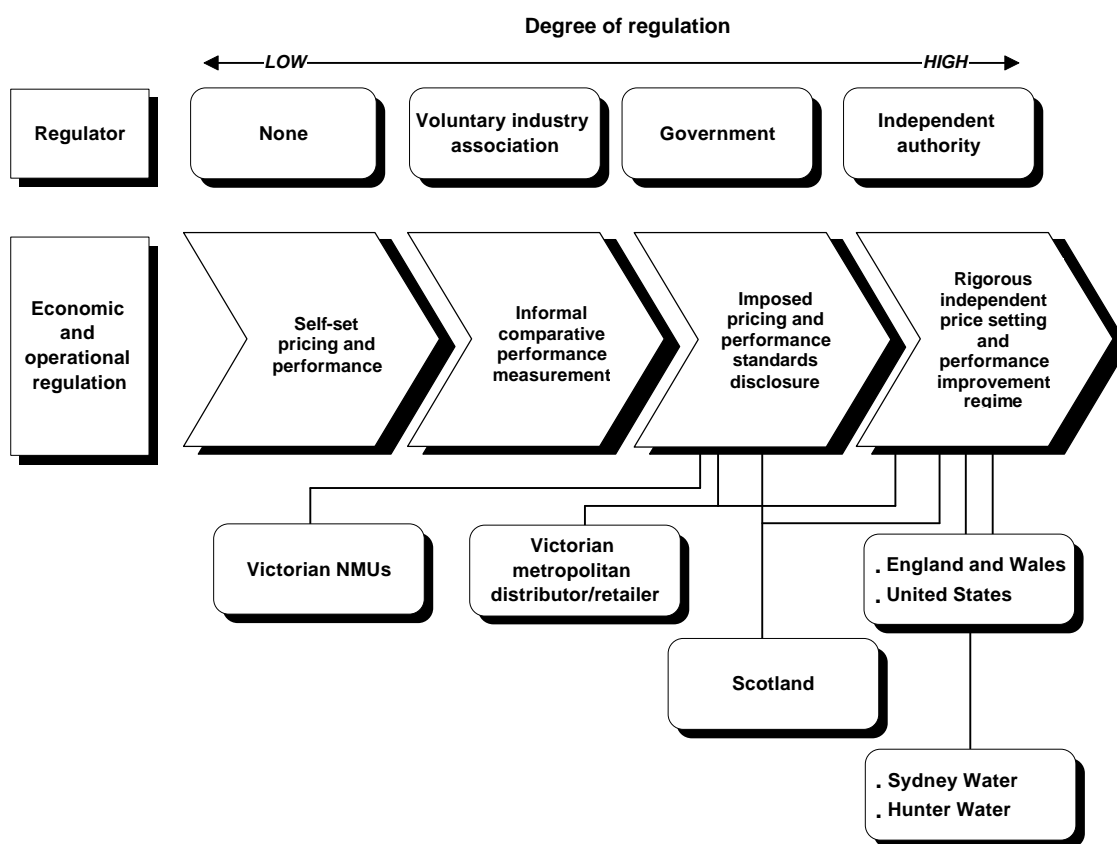 Degree of regulation
LOW
HIGH
Regulator
None
Voluntary industry
association
Government
Independent
authority
Economic
and
operational
regulation
Self-set
pricing and
performance
Informal
comparative
performance
measurement
Imposed
pricing and
performance
standards
disclosure
Rigorous
independent
price setting
and
performance
improvement
regime
Victorian NMUs
Victorian
metropolitan
distributor/retailer
. England and Wales
. United States
Scotland
. Sydney Water
. Hunter Water